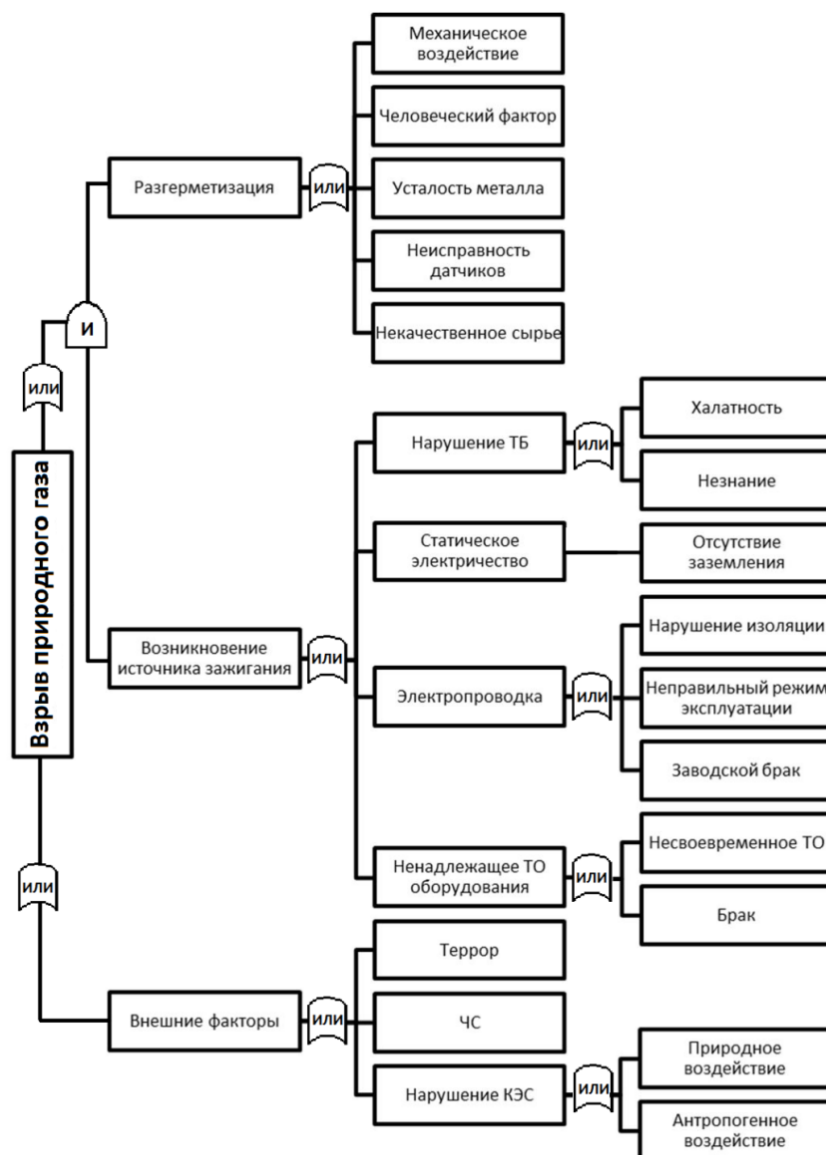 Механическое
воздействие
Человеческий фактор
Разгерметизация
ИЛИ
Усталость металла
Неисправность
датчиков
Некачественное сырье
И
ИЛИ
Взрыв природного газа
Халатность
Нарушение ТБ
ИЛИ
Незнание
Статическое
электричество
Отсутствие
заземления
Возникновение
источника зажигания
ИЛИ
Нарушение изоляции
Электропроводка
ИЛИ
Неправильный режим
эксплуатации
Заводской брак
Несвоевременное ТО
Ненадлежащее ТО
оборудования
ИЛИ
Брак
ИЛИ
Террор
Внешние факторы
ИЛИ
ЧС
Природное
воздействие
Нарушение КЭС
ИЛИ
Антропогенное
воздействие